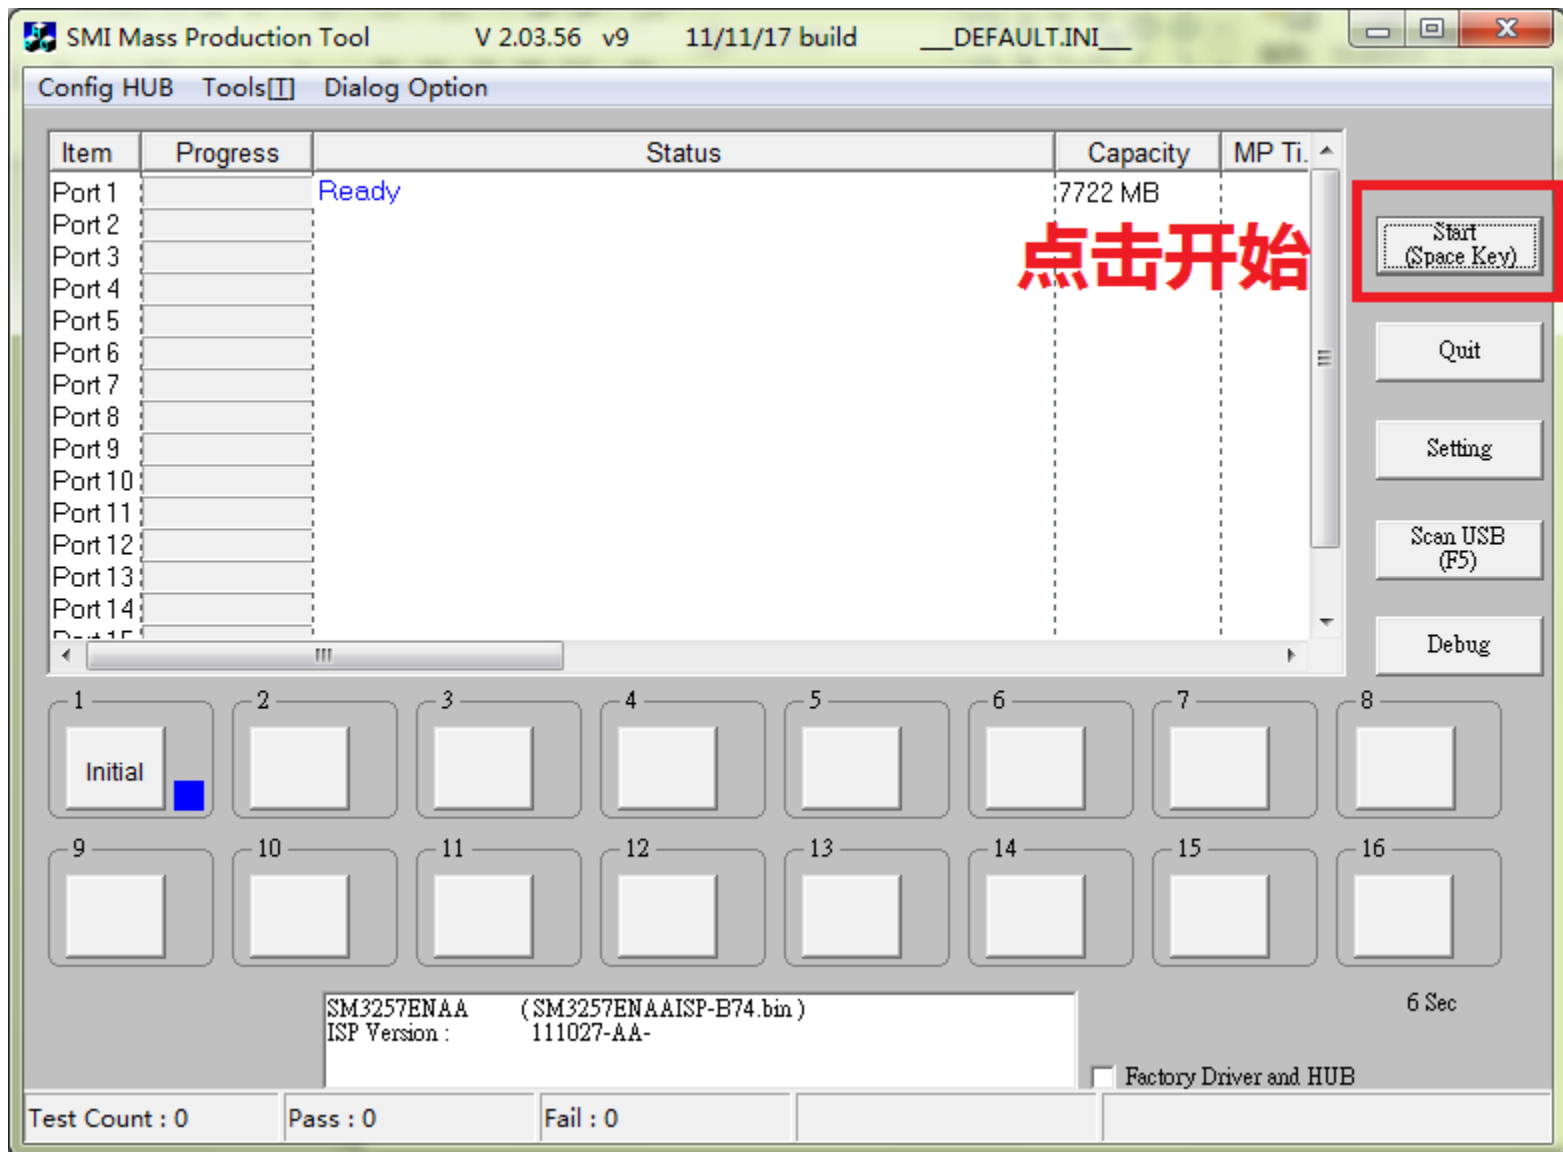 SMI Mass Production Tool V 2.03.56 v9 11/11/17 build __DEFAULT.INI__
Config HUB Tools[T] Dialog Option
Item Progress Status Capacity MP Ti.
Port 1 Ready 7722 MB
Port 2
Port 3
Port 4
Port 5
Port 6
Port 7
Port 8
Port 9
Port 10
Port 11
Port 12
Port 13
Port 14
Port 15
点击开始
Start
(Space Key)
Quit
Setting
Scan USB
(F5)
Debug
1 2 3 4 5 6 7 8
Initial
9 10 11 12 13 14 15 16
SM3257ENAA (SM3257ENAAISP-B74.bin)
ISP Version : 111027-AA-
6 Sec
Factory Driver and HUB
Test Count : 0 Pass : 0 Fail : 0